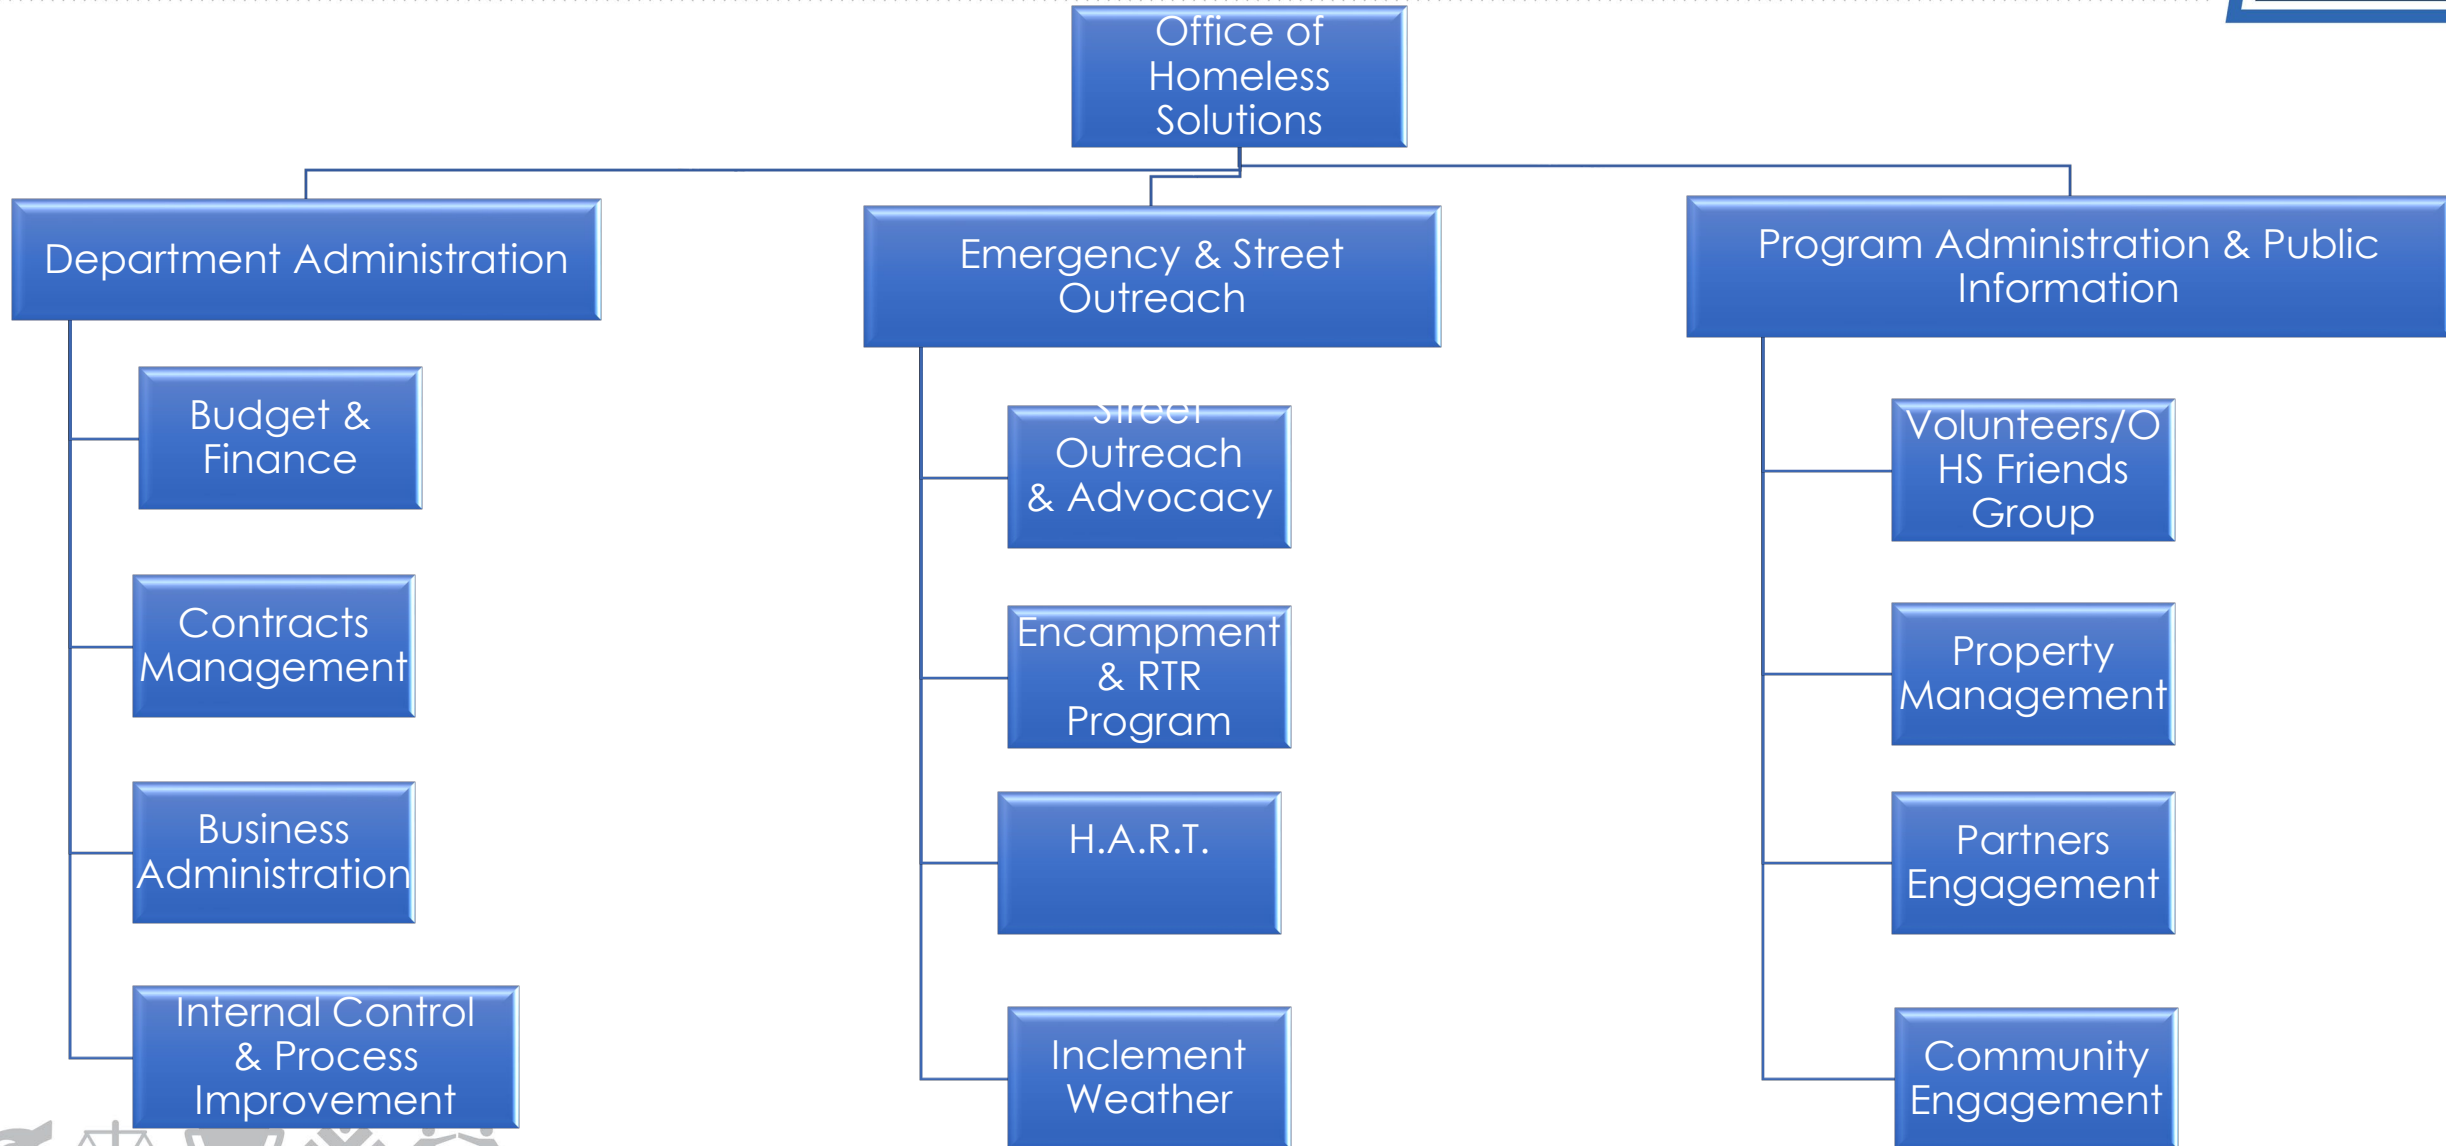 Office of
Homeless
Solutions
Department Administration
Budget &
Finance
Contracts
Management
Business
Administration
Internal Control
& Process
Improvement
Emergency & Street
Outreach
Street
Outreach
& Advocacy
Encampment
& RTR
Program
H.A.R.T.
Inclement
Weather
Program Administration & Public
Information
Volunteers/O
HS Friends
Group
Property
Management
Partners
Engagement
Community
Engagement